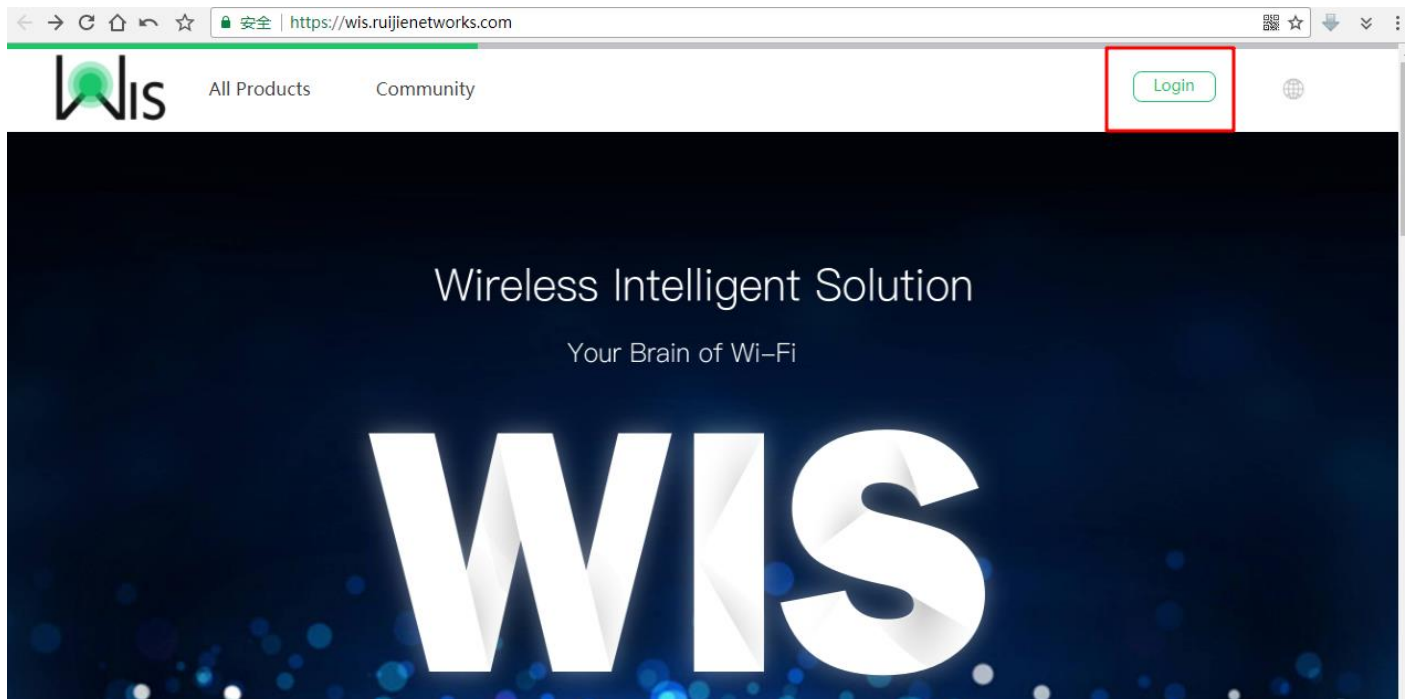 安全 | https://wis.ruijienetworks.com
WIS All Products Community Login
Wireless Intelligent Solution
Your Brain of Wi-Fi
WIS